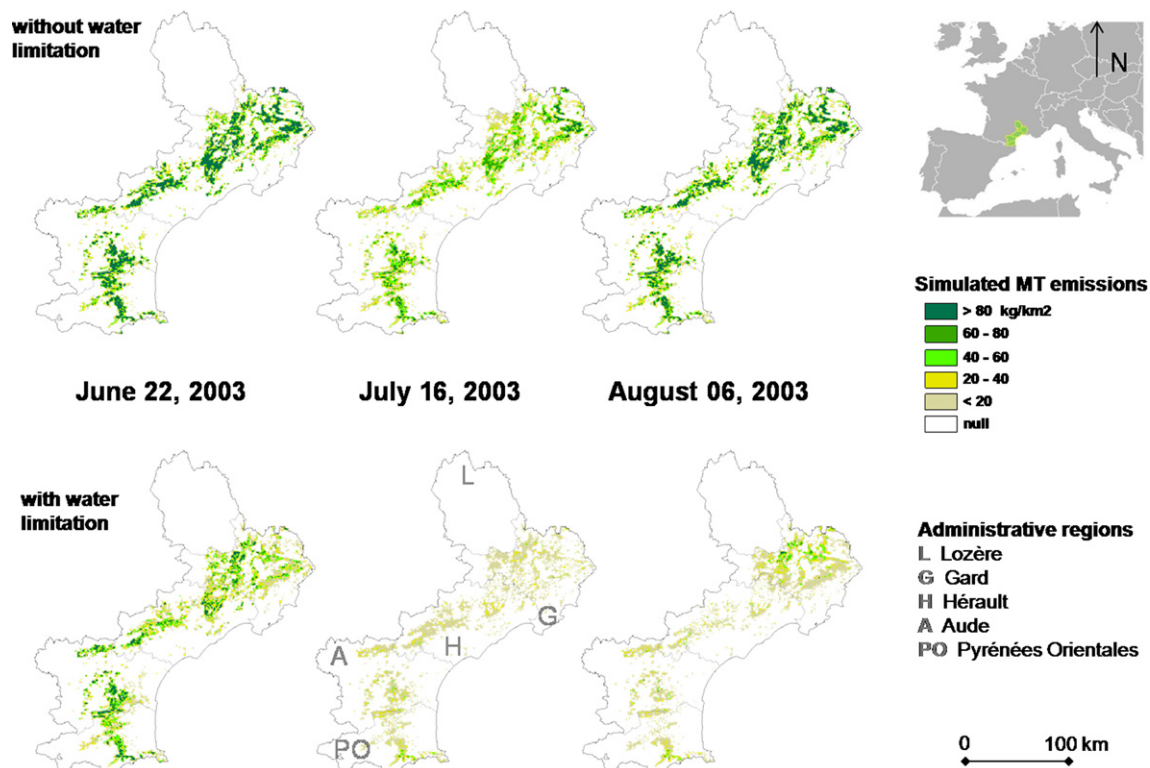 without water
limitation
N
Simulated MT emissions
> 80 kg/km2
60 - 80
40 - 60
20 - 40
< 20
null
June 22, 2003
July 16, 2003
August 06, 2003
with water
limitation
L
G
H
A
PO
Administrative regions
L Lozère
G Gard
H Hérault
A Aude
PO Pyrénées Orientales
0 100 km